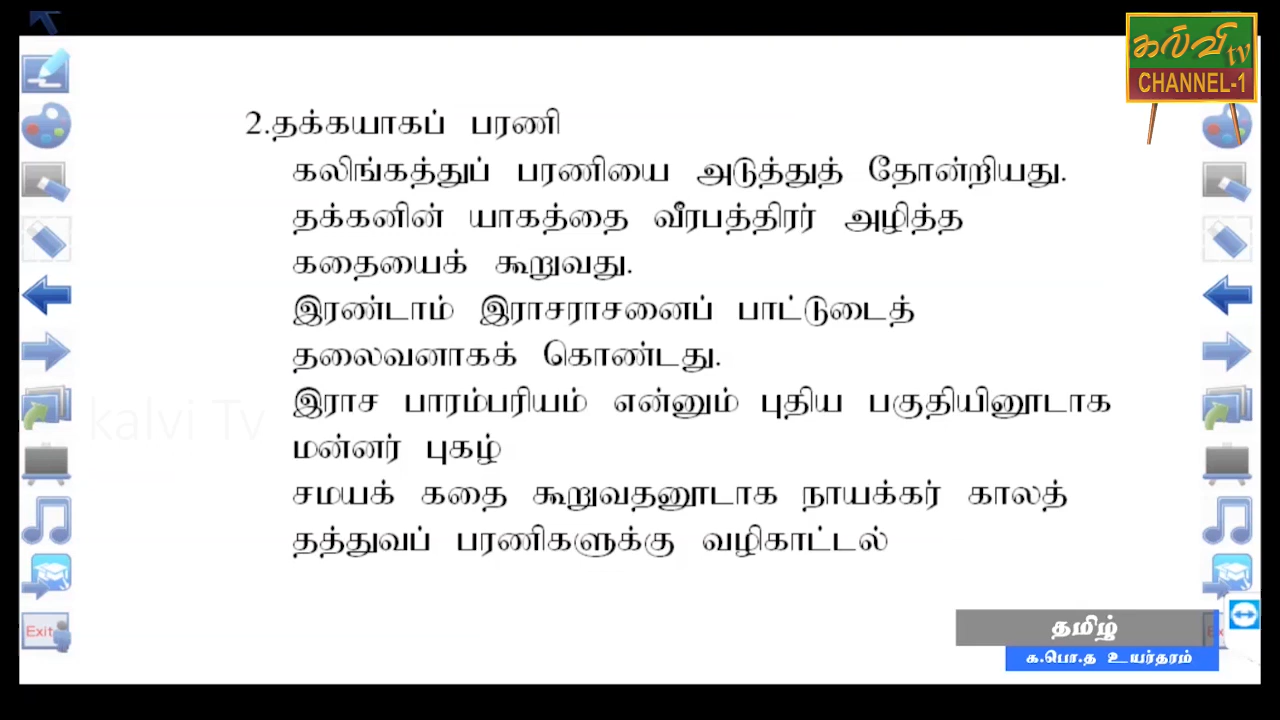 கல்வி tv
CHANNEL-1
2.தக்கயாகப் பரணி
கலிங்கத்துப் பரணியை அடுத்துத் தோன்றியது.
தக்கனின் யாகத்தை வீரபத்திரர் அழித்த
கதையைக் கூறுவது.
இரண்டாம் இராசராசனைப் பாட்டுடைத்
தலைவனாகக் கொண்டது.
இராச பாரம்பரியம் என்னும் புதிய பகுதியினூடாக
மன்னர் புகழ்
சமயக் கதை கூறுவதனூடாக நாயக்கர் காலத்
தத்துவப் பரணிகளுக்கு வழிகாட்டல்
kalvi Tv
Exit
Ex
தமிழ்
க.பொ.த உயர்தரம்